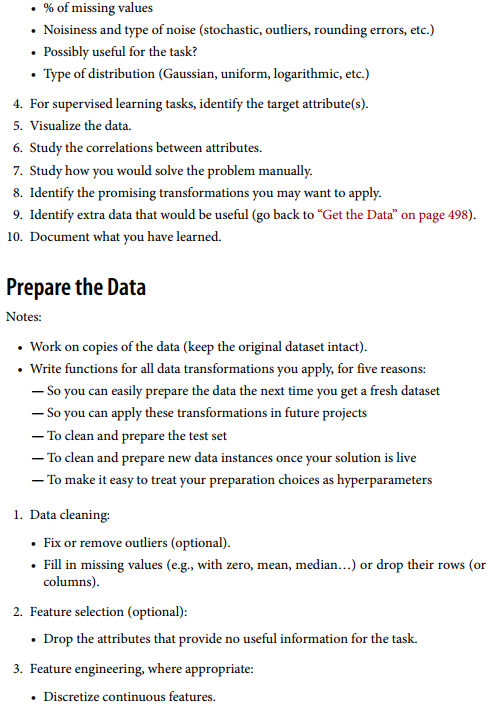 • % of missing values
• Noisiness and type of noise (stochastic, outliers, rounding errors, etc.)
• Possibly useful for the task?
• Type of distribution (Gaussian, uniform, logarithmic, etc.)
4. For supervised learning tasks, identify the target attribute(s).
5. Visualize the data.
6. Study the correlations between attributes.
7. Study how you would solve the problem manually.
8. Identify the promising transformations you may want to apply.
9. Identify extra data that would be useful (go back to “Get the Data” on page 498).
10. Document what you have learned.
Prepare the Data
Notes:
• Work on copies of the data (keep the original dataset intact).
• Write functions for all data transformations you apply, for five reasons:
— So you can easily prepare the data the next time you get a fresh dataset
— So you can apply these transformations in future projects
— To clean and prepare the test set
— To clean and prepare new data instances once your solution is live
— To make it easy to treat your preparation choices as hyperparameters
1. Data cleaning:
• Fix or remove outliers (optional).
• Fill in missing values (e.g., with zero, mean, median…) or drop their rows (or
columns).
2. Feature selection (optional):
• Drop the attributes that provide no useful information for the task.
3. Feature engineering, where appropriate:
• Discretize continuous features.